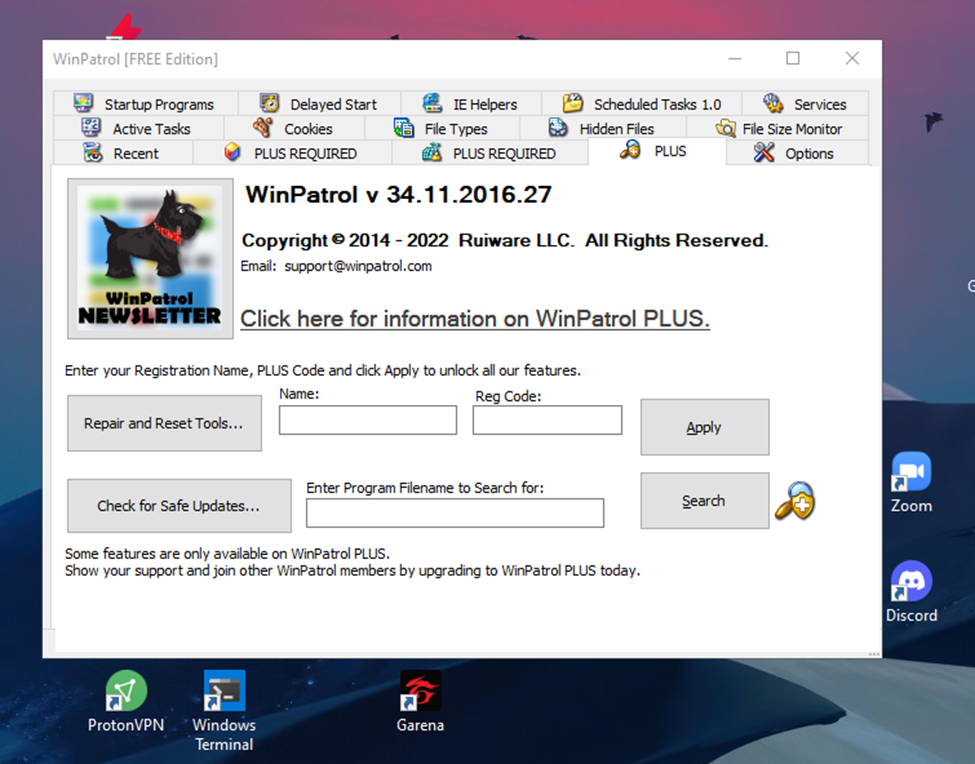 WinPatrol [FREE Edition]
Startup Programs Delayed Start IE Helpers Scheduled Tasks 1.0 Services
Active Tasks Cookies File Types Hidden Files File Size Monitor
Recent PLUS REQUIRED PLUS REQUIRED PLUS Options
WinPatrol v 34.11.2016.27
Copyright © 2014 - 2022 Ruiware LLC. All Rights Reserved.
Email: support@winpatrol.com
WinPatrol
NEWSLETTER
Click here for information on WinPatrol PLUS.
Enter your Registration Name, PLUS Code and click Apply to unlock all our features.
Repair and Reset Tools...
Name:
Reg Code:
Apply
Check for Safe Updates...
Enter Program Filename to Search for:
Search
Some features are only available on WinPatrol PLUS.
Show your support and join other WinPatrol members by upgrading to WinPatrol PLUS today.
G
Zoom
Discord
ProtonVPN
Windows
Terminal
Garena